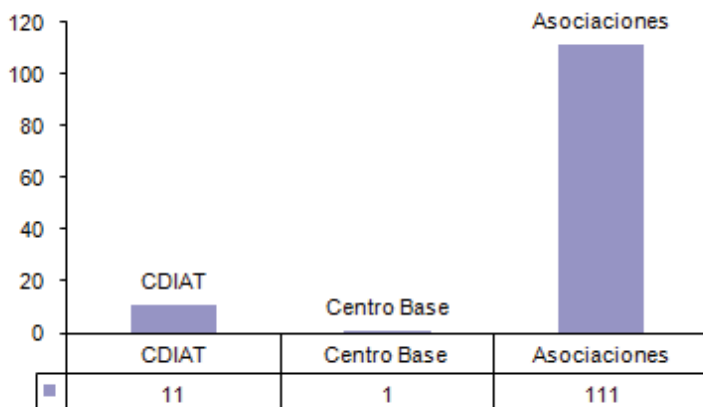 120
Asociaciones
100
80
60
40
20
CDIAT
Centro Base
0
CDIAT Centro Base Asociaciones
11 1 111